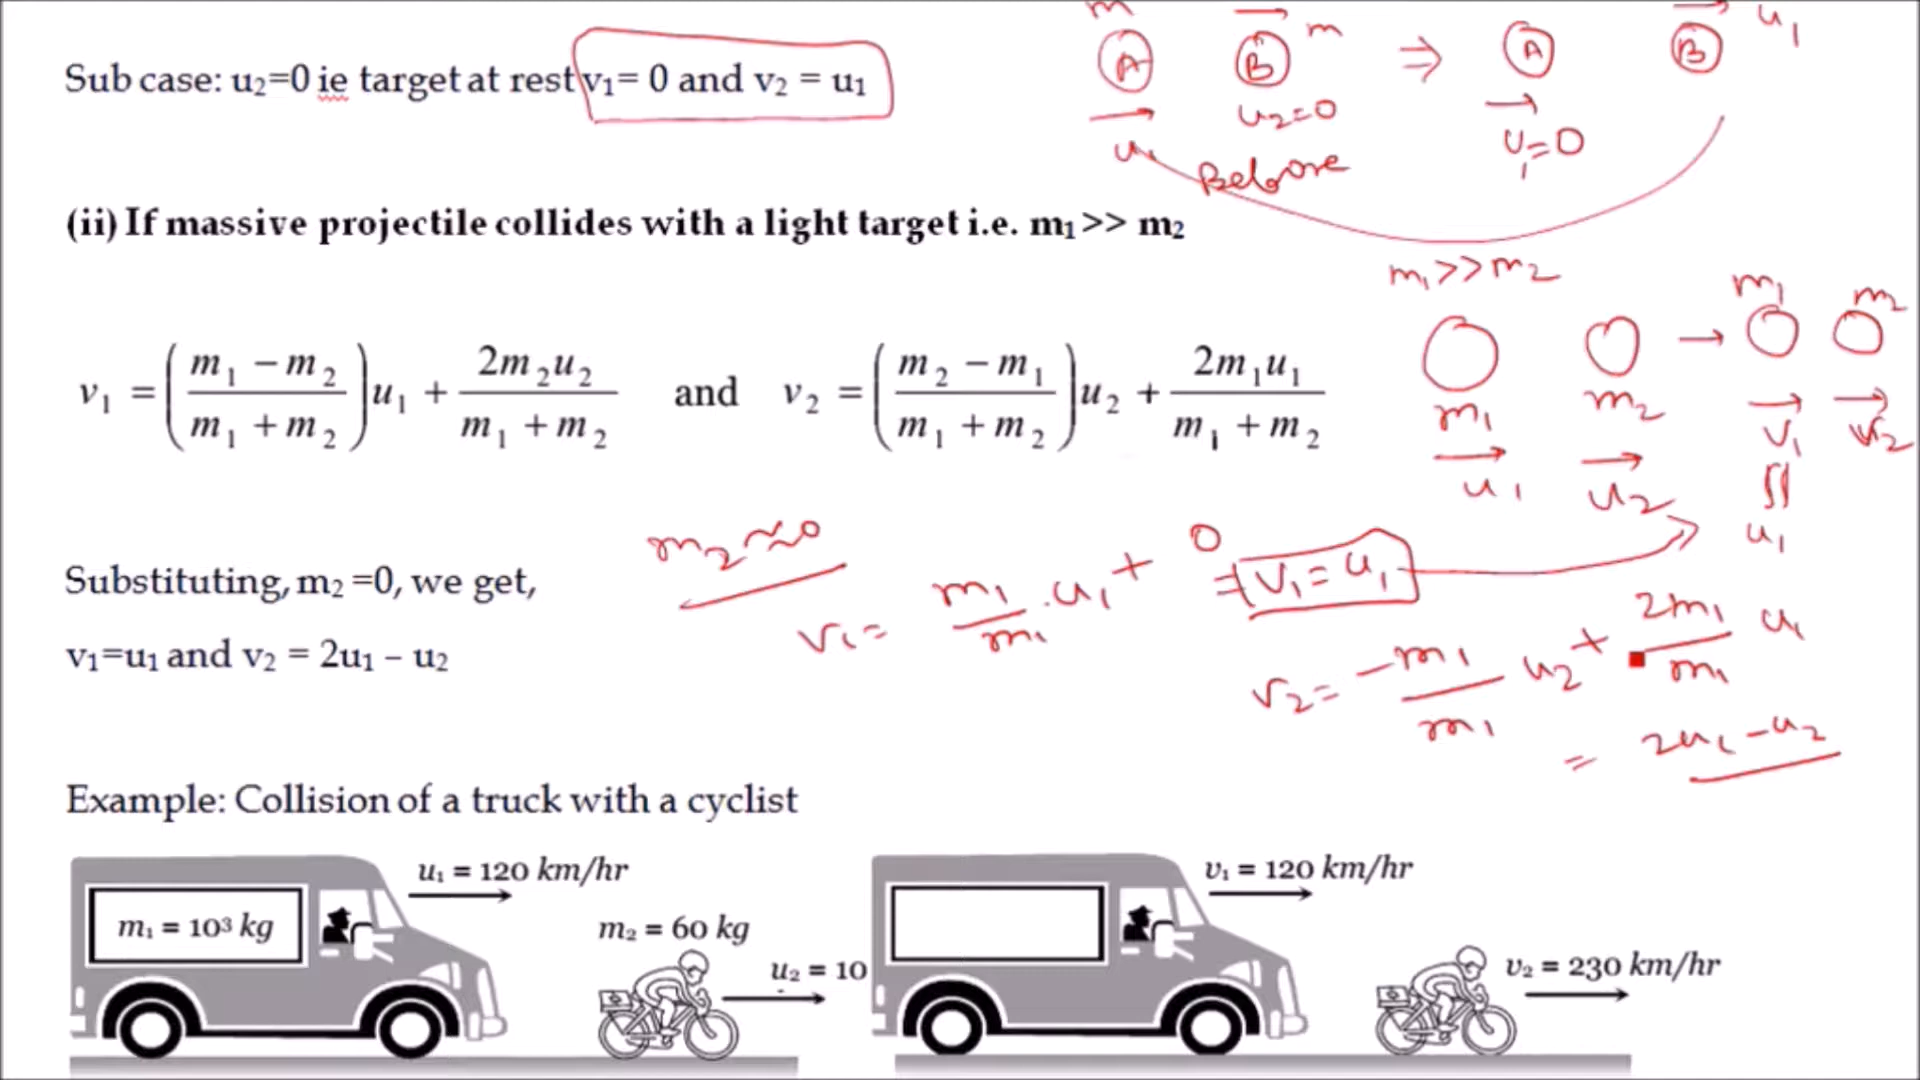 Sub case: u₂=0 ie target at rest v₁= 0 and v₂ = u₁
m m u₁
A B ⇒ A B
u₁ u₂=0 v₁=0
Before
(ii) If massive projectile collides with a light target i.e. m₁ >> m₂
m₁>>m₂
m₁ m₂ → m₁ m₂
u₁ u₂ v₁ v₂
u₁
v₁ = ((m₁ − m₂)/(m₁ + m₂)) u₁ + 2m₂u₂/(m₁ + m₂) and v₂ = ((m₂ − m₁)/(m₁ + m₂)) u₂ + 2m₁u₁/(m₁ + m₂)
m₂≈0
Substituting, m₂ =0, we get,
v₁= m₁/m₁ . u₁ + 0 ⇒ v₁ = u₁
v₁=u₁ and v₂ = 2u₁ – u₂
v₂= −m₁/m₁ u₂ + 2m₁/m₁ u₁
= 2u₁ − u₂
Example: Collision of a truck with a cyclist
u₁ = 120 km/hr
m₁ = 10³ kg
m₂ = 60 kg
u₂ = 10
v₁ = 120 km/hr
v₂ = 230 km/hr